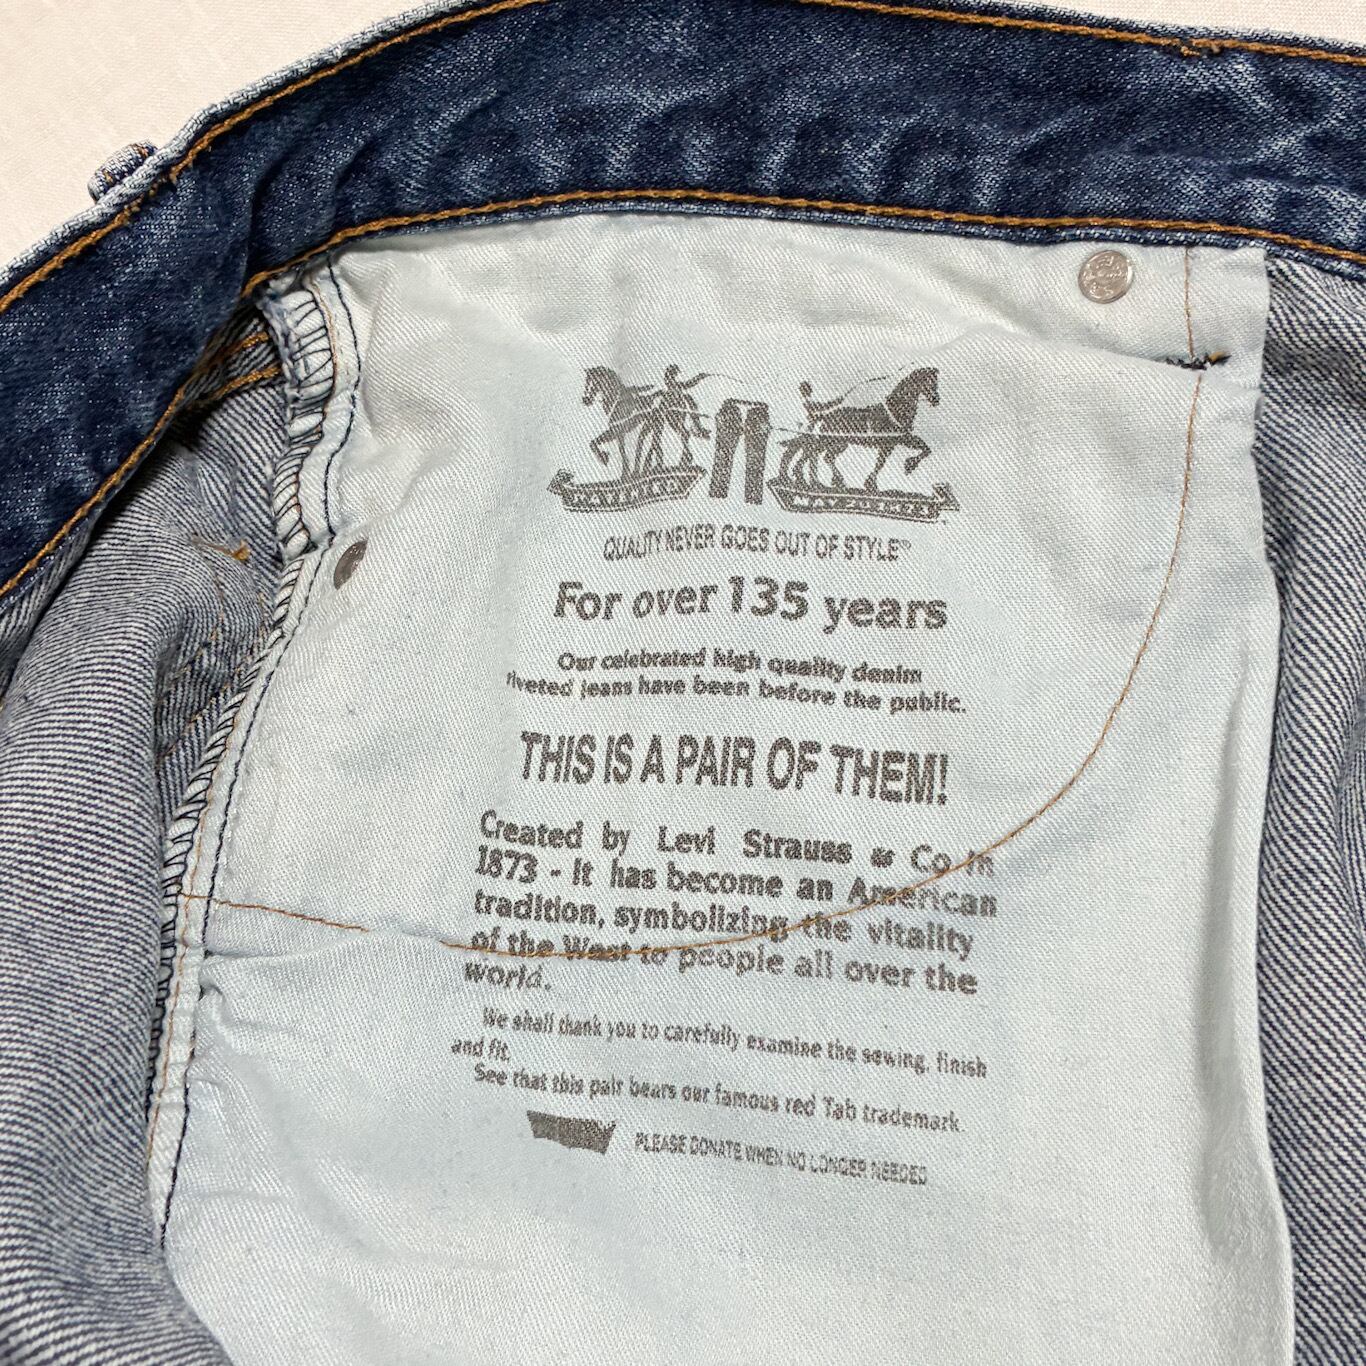 QUALITY NEVER GOES OUT OF STYLE™
For over 135 years
Our celebrated high quality denim
riveted jeans have been before the public.
THIS IS A PAIR OF THEM!
Created by Levi Strauss & Co in
1873 - It has become an American
tradition, symbolizing the vitality
of the West to people all over the
world.
We shall thank you to carefully examine the sewing, finish
and fit.
See that this pair bears our famous red Tab trademark.
PLEASE DONATE WHEN NO LONGER NEEDED